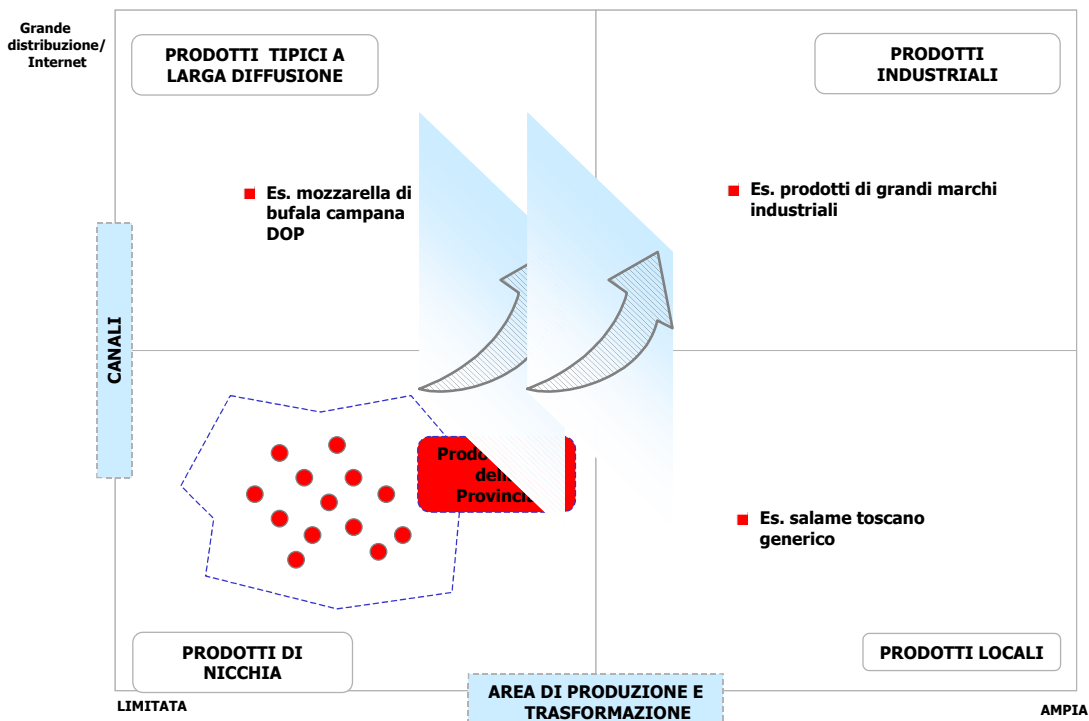 Grande
distribuzione/
Internet
PRODOTTI TIPICI A
LARGA DIFFUSIONE
PRODOTTI
INDUSTRIALI
Es. mozzarella di
bufala campana
DOP
Es. prodotti di grandi marchi
industriali
CANALI
Es. salame toscano
generico
PRODOTTI DI
NICCHIA
PRODOTTI LOCALI
LIMITATA
AREA DI PRODUZIONE E
TRASFORMAZIONE
AMPIA